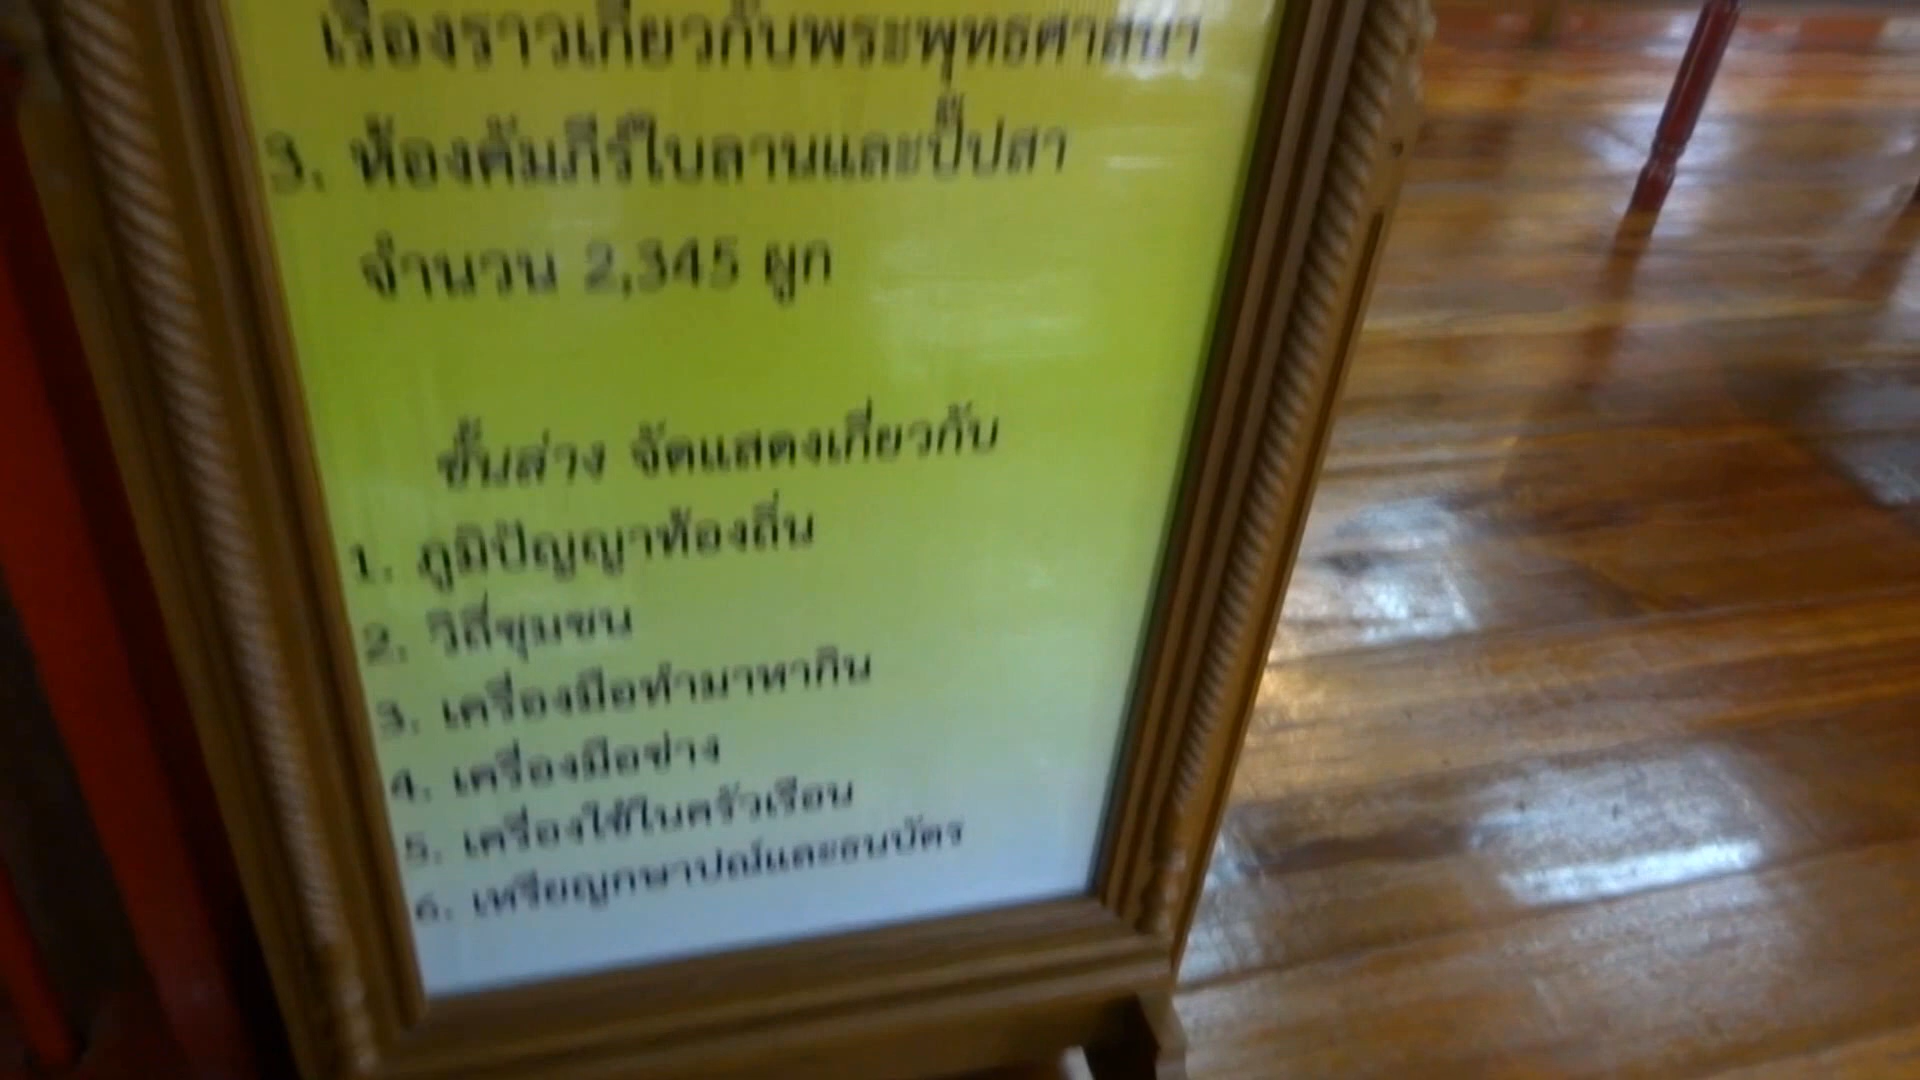 เรื่องราวเกี่ยวกับพระพุทธศาสนา
3. ห้องคัมภีร์ใบลานและปั๊ปสา
จำนวน 2,345 ผูก
ชั้นล่าง จัดแสดงเกี่ยวกับ
1. ภูมิปัญญาท้องถิ่น
2. วิถีชุมชน
3. เครื่องมือทำมาหากิน
4. เครื่องมือช่าง
5. เครื่องใช้ในครัวเรือน
6. เหรียญกษาปณ์และธนบัตร